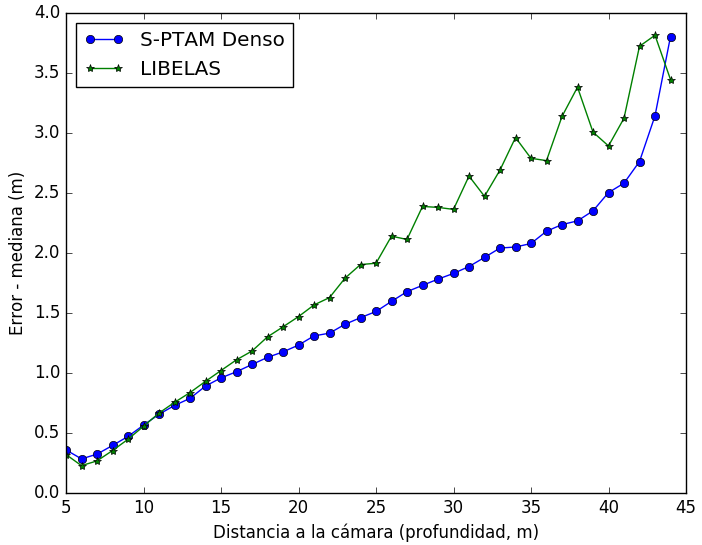 S-PTAM Denso
LIBELAS
4.0
3.5
3.0
2.5
2.0
1.5
1.0
0.5
0.0
Error - mediana (m)
5 10 15 20 25 30 35 40 45
Distancia a la cámara (profundidad, m)